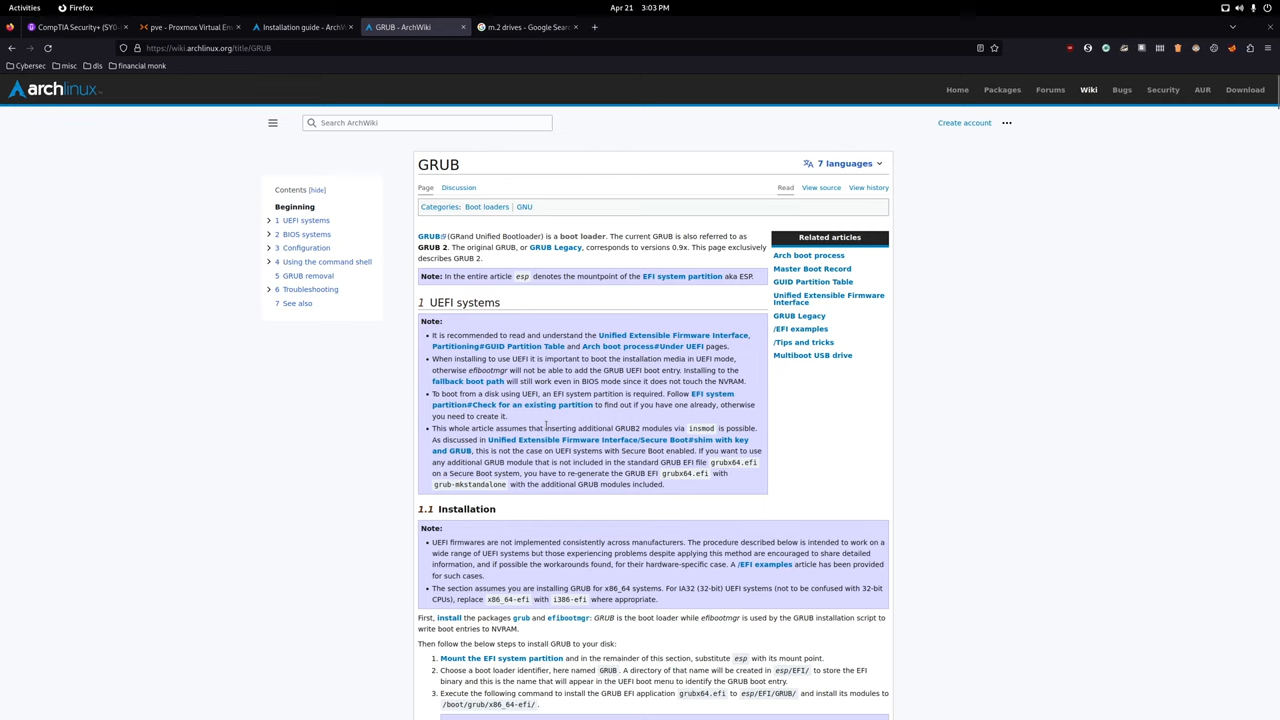 Activities
Firefox
Apr 21 3:03 PM
CompTIA Security+ (SY0-
pve - Proxmox Virtual Env
Installation guide - ArchW
GRUB - ArchWiki
m.2 drives - Google Search
https://wiki.archlinux.org/title/GRUB
Cybersec
misc
dls
financial monk
archlinux
Home
Packages
Forums
Wiki
Bugs
Security
AUR
Download
Search ArchWiki
Create account
Contents [hide]
Beginning
1 UEFI systems
2 BIOS systems
3 Configuration
4 Using the command shell
5 GRUB removal
6 Troubleshooting
7 See also
GRUB
7 languages
Page
Discussion
Read
View source
View history
Categories: Boot loaders | GNU
GRUB (GRand Unified Bootloader) is a boot loader. The current GRUB is also referred to as
GRUB 2. The original GRUB, or GRUB Legacy, corresponds to versions 0.9x. This page exclusively
describes GRUB 2.
Note: In the entire article esp denotes the mountpoint of the EFI system partition aka ESP.
Related articles
Arch boot process
Master Boot Record
GUID Partition Table
Unified Extensible Firmware
Interface
GRUB Legacy
/EFI examples
/Tips and tricks
Multiboot USB drive
1 UEFI systems
Note:
• It is recommended to read and understand the Unified Extensible Firmware Interface,
Partitioning#GUID Partition Table and Arch boot process#Under UEFI pages.
• When installing to use UEFI it is important to boot the installation media in UEFI mode,
otherwise efibootmgr will not be able to add the GRUB UEFI boot entry. Installing to the
fallback boot path will still work even in BIOS mode since it does not touch the NVRAM.
• To boot from a disk using UEFI, an EFI system partition is required. Follow EFI system
partition#Check for an existing partition to find out if you have one already, otherwise
you need to create it.
• This whole article assumes that inserting additional GRUB2 modules via insmod is possible.
As discussed in Unified Extensible Firmware Interface/Secure Boot#shim with key
and GRUB, this is not the case on UEFI systems with Secure Boot enabled. If you want to use
any additional GRUB module that is not included in the standard GRUB EFI file grubx64.efi
on a Secure Boot system, you have to re-generate the GRUB EFI grubx64.efi with
grub-mkstandalone with the additional GRUB modules included.
1.1 Installation
Note:
• UEFI firmwares are not implemented consistently across manufacturers. The procedure described below is intended to work on a
wide range of UEFI systems but those experiencing problems despite applying this method are encouraged to share detailed
information, and if possible the workarounds found, for their hardware-specific case. A /EFI examples article has been provided
for such cases.
• The section assumes you are installing GRUB for x86_64 systems. For IA32 (32-bit) UEFI systems (not to be confused with 32-bit
CPUs), replace x86_64-efi with i386-efi where appropriate.
First, install the packages grub and efibootmgr: GRUB is the boot loader while efibootmgr is used by the GRUB installation script to
write boot entries to NVRAM.
Then follow the below steps to install GRUB to your disk:
1. Mount the EFI system partition and in the remainder of this section, substitute esp with its mount point.
2. Choose a boot loader identifier, here named GRUB. A directory of that name will be created in esp/EFI/ to store the EFI
binary and this is the name that will appear in the UEFI boot menu to identify the GRUB boot entry.
3. Execute the following command to install the GRUB EFI application grubx64.efi to esp/EFI/GRUB/ and install its modules to
/boot/grub/x86_64-efi/.